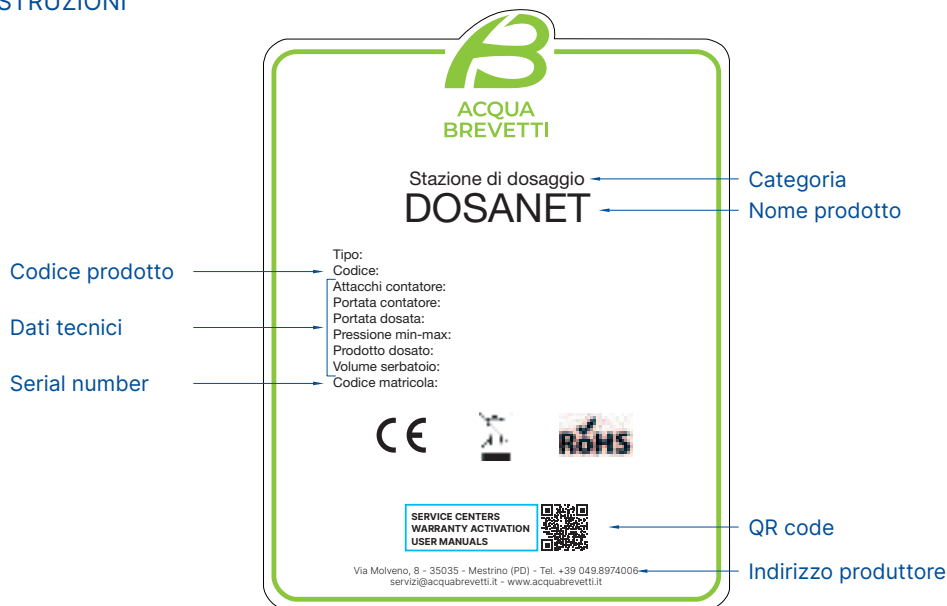 STRUZIONI
ACQUA
BREVETTI
Stazione di dosaggio
Categoria
DOSANET
Nome prodotto
Tipo:
Codice prodotto
Codice:
Dati tecnici
Attacchi contatore:
Portata contatore:
Portata dosata:
Pressione min-max:
Prodotto dosato:
Volume serbatoio:
Serial number
Codice matricola:
CE
RoHS
SERVICE CENTERS
WARRANTY ACTIVATION
USER MANUALS
QR code
Via Molveno, 8 - 35035 - Mestrino (PD) - Tel. +39 049.8974006
servizi@acquabrevetti.it - www.acquabrevetti.it
Indirizzo produttore